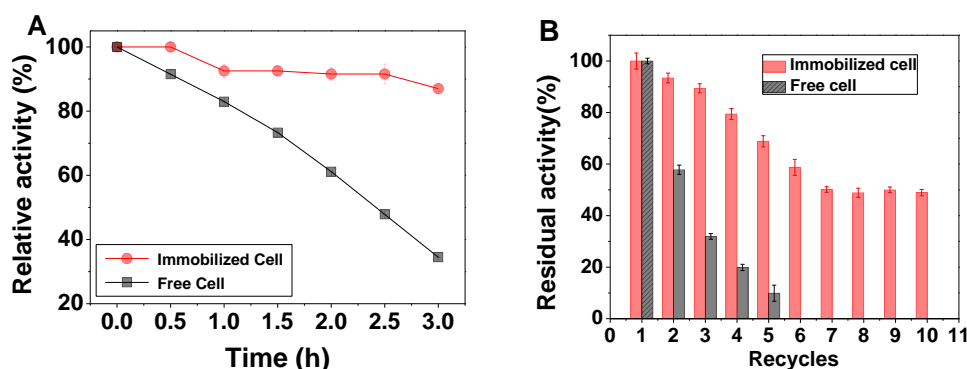 A
Relative activity (%)
100
80
60
40
20
Immobilized Cell
Free Cell
0.0 0.5 1.0 1.5 2.0 2.5 3.0
Time (h)
B
Residual activity(%)
100
80
60
40
20
0
Immobilized cell
Free cell
0 1 2 3 4 5 6 7 8 9 10 11
Recycles